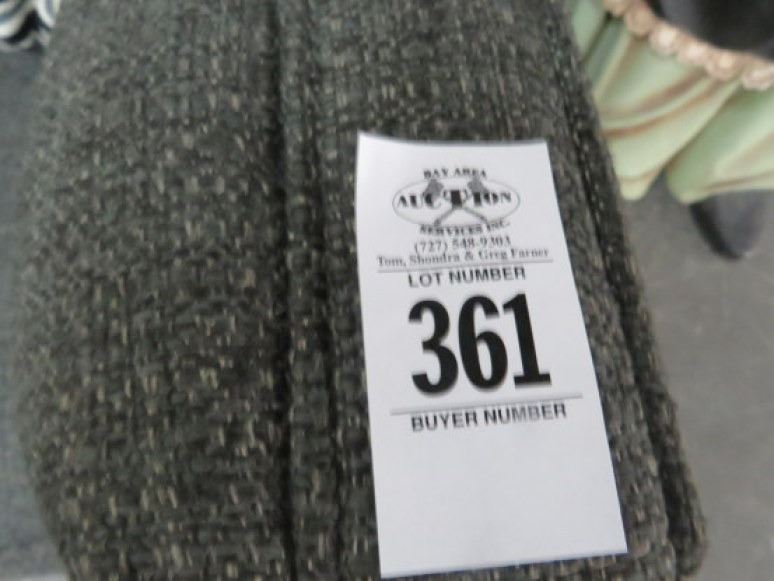 BAY AREA
AUCTION
SERVICES INC.
(727) 548-9303
Tom, Shondra & Greg Farner
LOT NUMBER
361
BUYER NUMBER